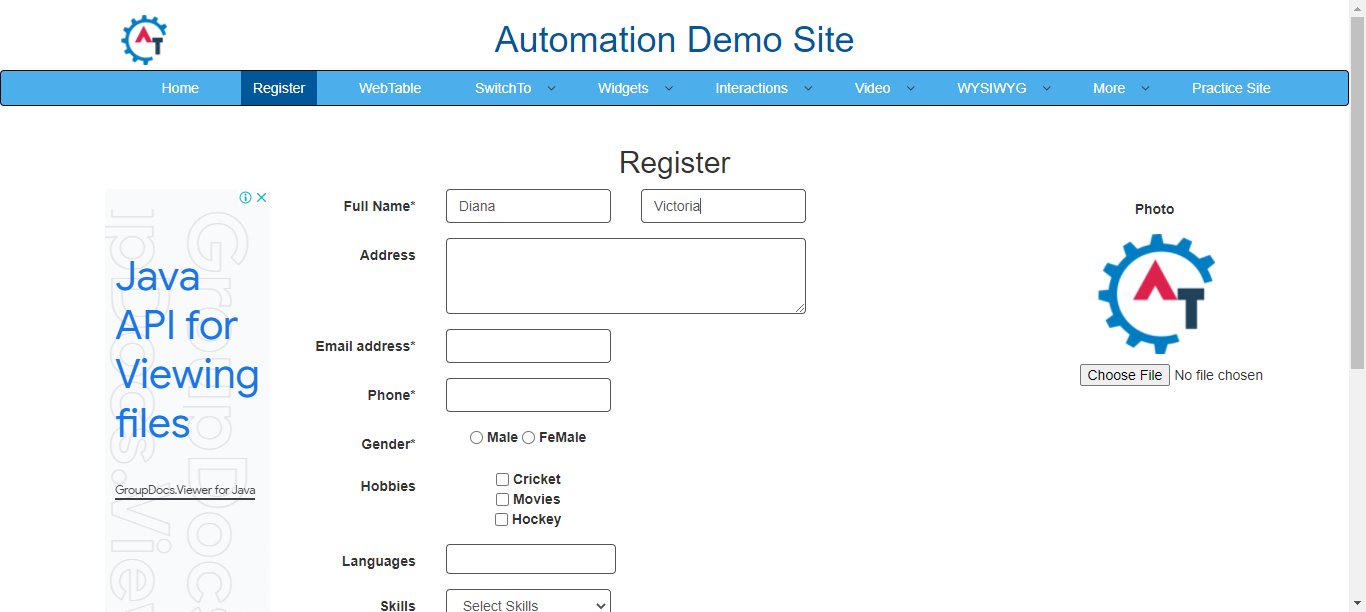 Automation Demo Site
Home Register WebTable SwitchTo Widgets Interactions Video WYSIWYG More Practice Site
Register
Full Name* Diana Victoria
Address
Email address*
Phone*
Gender* Male FeMale
Hobbies Cricket
Movies
Hockey
Languages
Skills Select Skills
Photo
AT
Choose File No file chosen
Java
API for
Viewing
files
GroupDocs.Viewer for Java